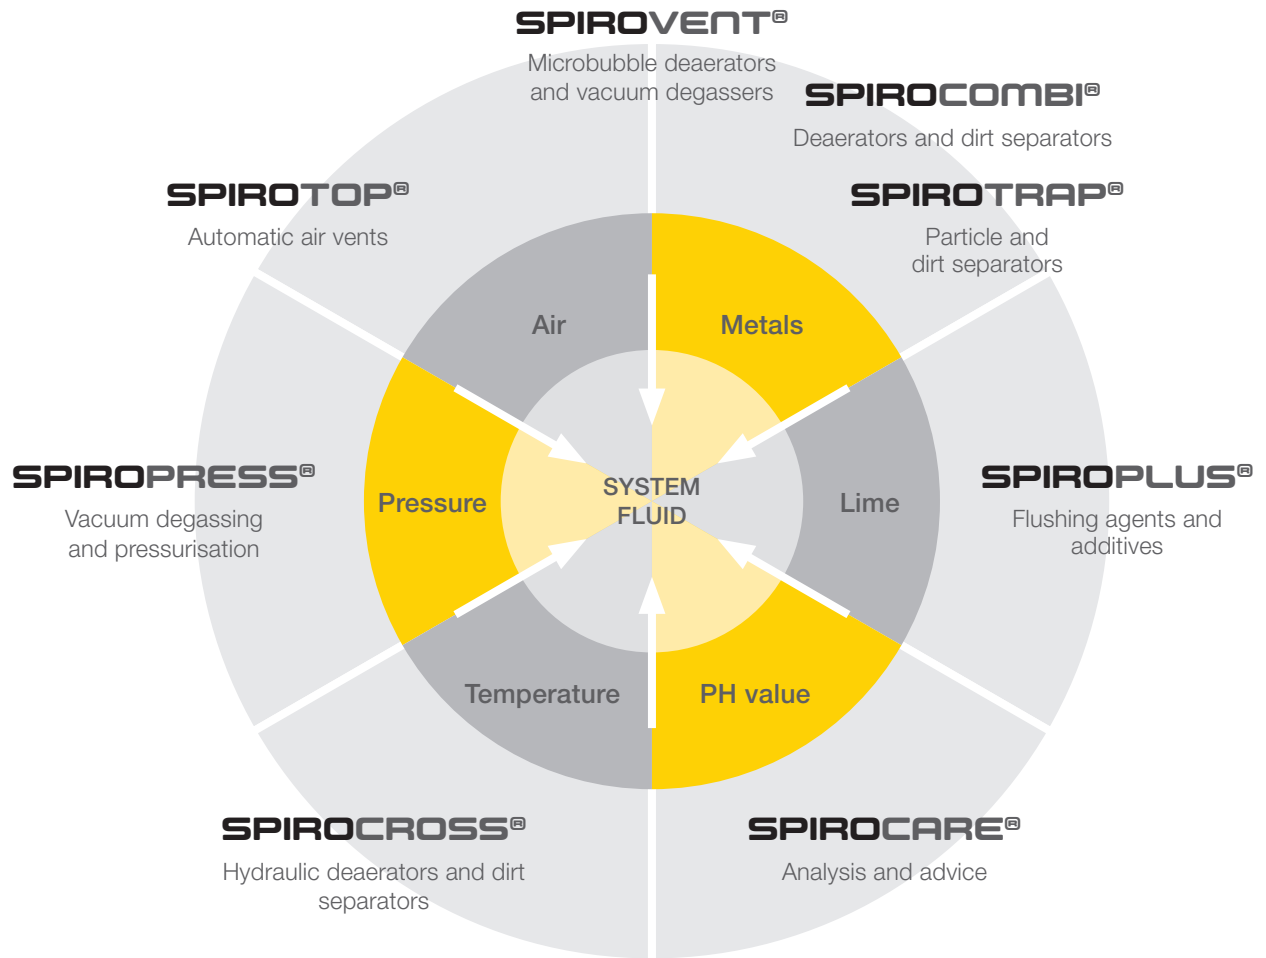 SPIROVENT®
Microbubble deaerators
and vacuum degassers
SPIROCOMBI®
Deaerators and dirt separators
SPIROTOP®
Automatic air vents
SPIROTRAP®
Particle and
dirt separators
Air
Metals
SPIROPRESS®
Vacuum degassing
and pressurisation
Pressure
SYSTEM
FLUID
Lime
SPIROPLUS®
Flushing agents and
additives
Temperature
PH value
SPIROCROSS®
Hydraulic deaerators and dirt
separators
SPIROCARE®
Analysis and advice